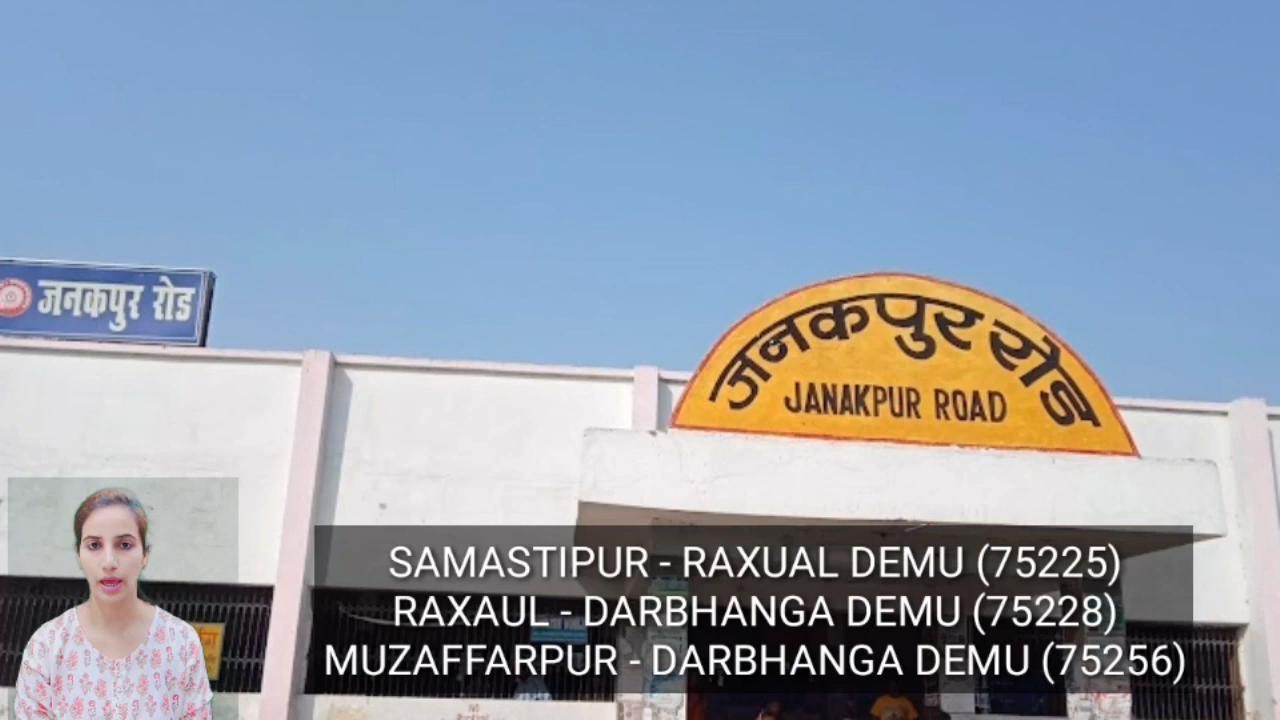 जनकपुर रोड
जनकपुर रोड
JANAKPUR ROAD
SAMASTIPUR - RAXUAL DEMU (75225)
RAXAUL - DARBHANGA DEMU (75228)
MUZAFFARPUR - DARBHANGA DEMU (75256)